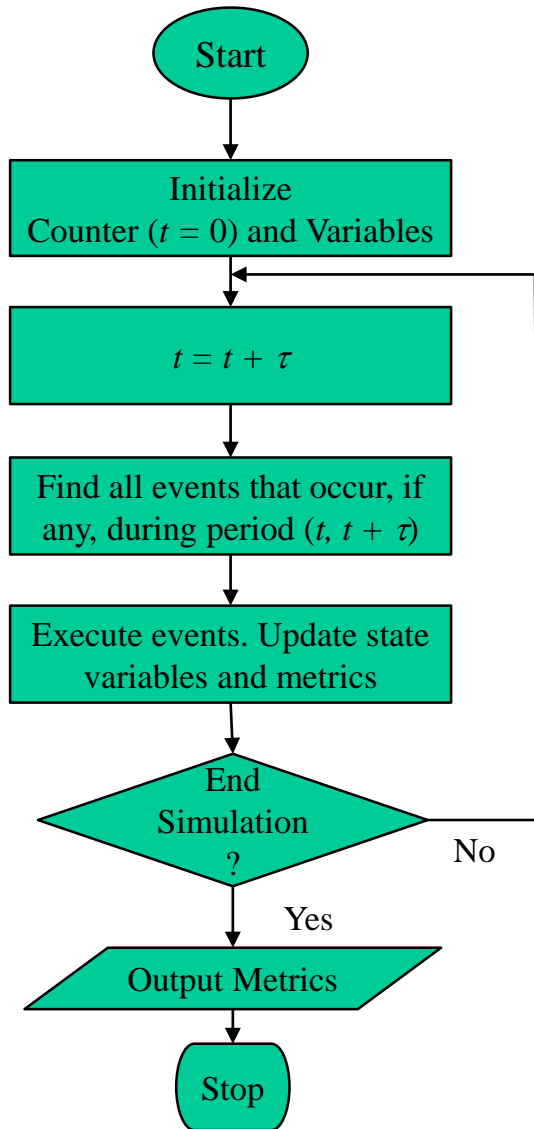 Start
Initialize
Counter (t = 0) and Variables
t = t + τ
Find all events that occur, if
any, during period (t, t + τ)
Execute events. Update state
variables and metrics
End
Simulation
?
No
Yes
Output Metrics
Stop